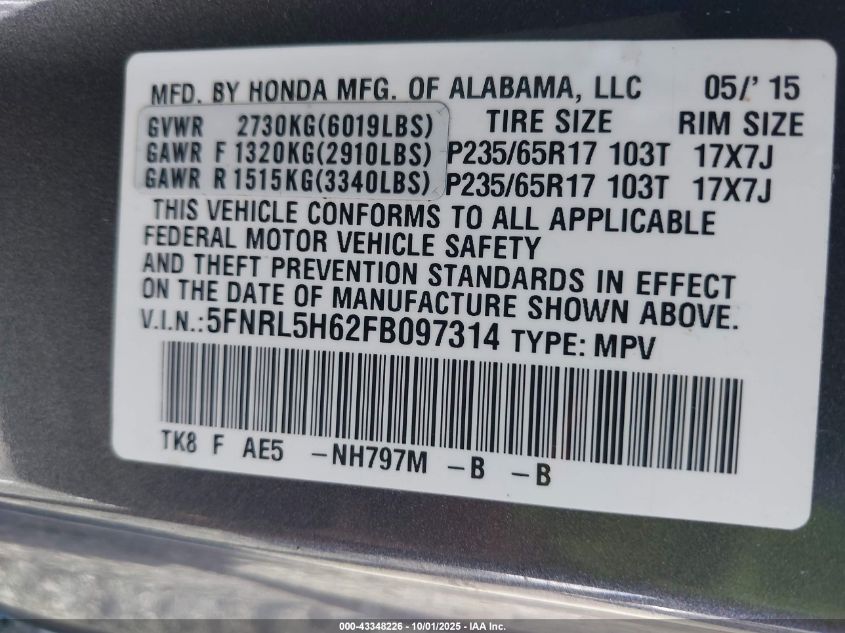 MFD. BY HONDA MFG. OF ALABAMA, LLC 05/' 15
GVWR 2730KG(6019LBS) TIRE SIZE RIM SIZE
GAWR F 1320KG(2910LBS) P235/65R17 103T 17X7J
GAWR R 1515KG(3340LBS) P235/65R17 103T 17X7J
THIS VEHICLE CONFORMS TO ALL APPLICABLE
FEDERAL MOTOR VEHICLE SAFETY
AND THEFT PREVENTION STANDARDS IN EFFECT
ON THE DATE OF MANUFACTURE SHOWN ABOVE.
V.I.N.:5FNRL5H62FB097314 TYPE: MPV
TK8 F AE5 -NH797M -B -B
000-43348226 - 10/01/2025 - IAA Inc.